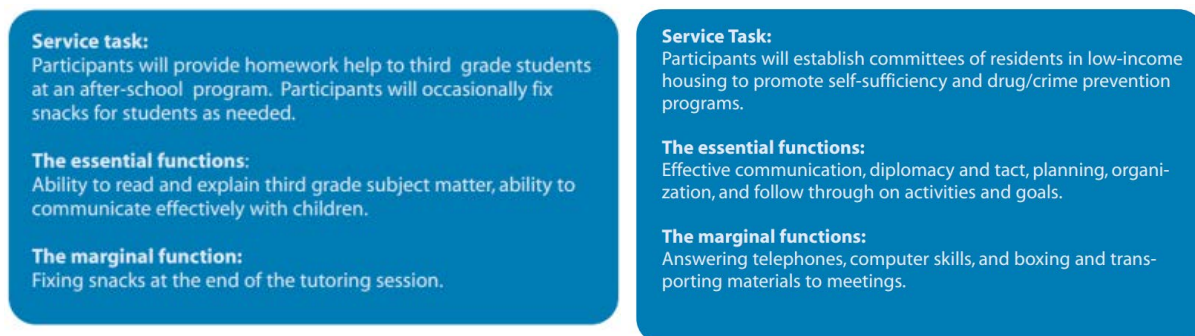 Service task:
Participants will provide homework help to third grade students
at an after-school program. Participants will occasionally fix
snacks for students as needed.
The essential functions:
Ability to read and explain third grade subject matter, ability to
communicate effectively with children.
The marginal function:
Fixing snacks at the end of the tutoring session.
Service Task:
Participants will establish committees of residents in low-income
housing to promote self-sufficiency and drug/crime prevention
programs.
The essential functions:
Effective communication, diplomacy and tact, planning, organi-
zation, and follow through on activities and goals.
The marginal functions:
Answering telephones, computer skills, and boxing and trans-
porting materials to meetings.